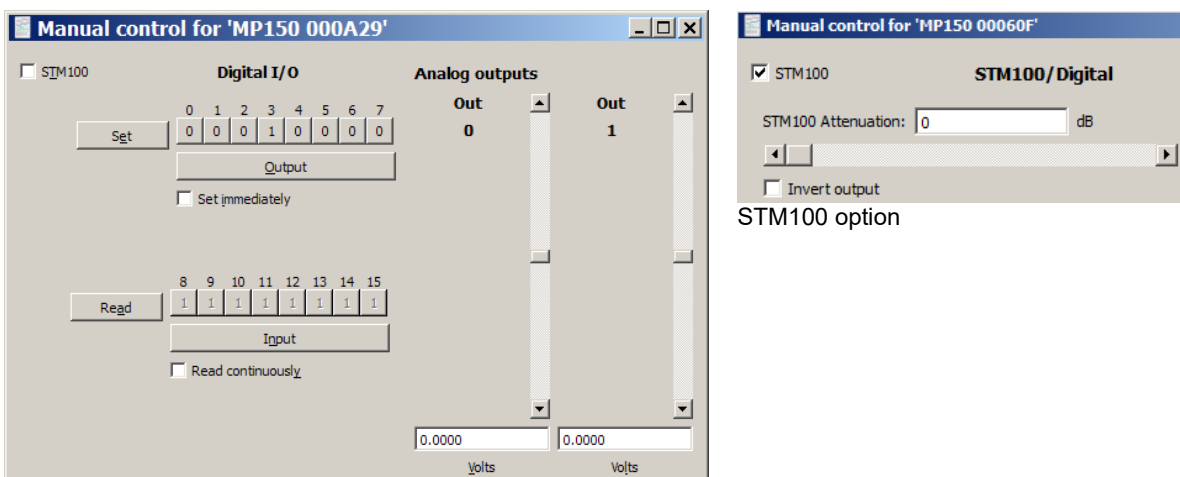 Manual control for 'MP150 000A29'
STM100
Digital I/O
Analog outputs
0 1 2 3 4 5 6 7
Set
0 0 0 1 0 0 0 0
Output
Set immediately
Out
0
Out
1
8 9 10 11 12 13 14 15
Read
1 1 1 1 1 1 1 1
Input
Read continuously
0.0000
0.0000
Volts
Volts
Manual control for 'MP150 00060F'
STM100
STM100/Digital
STM100 Attenuation: 0 dB
Invert output
STM100 option